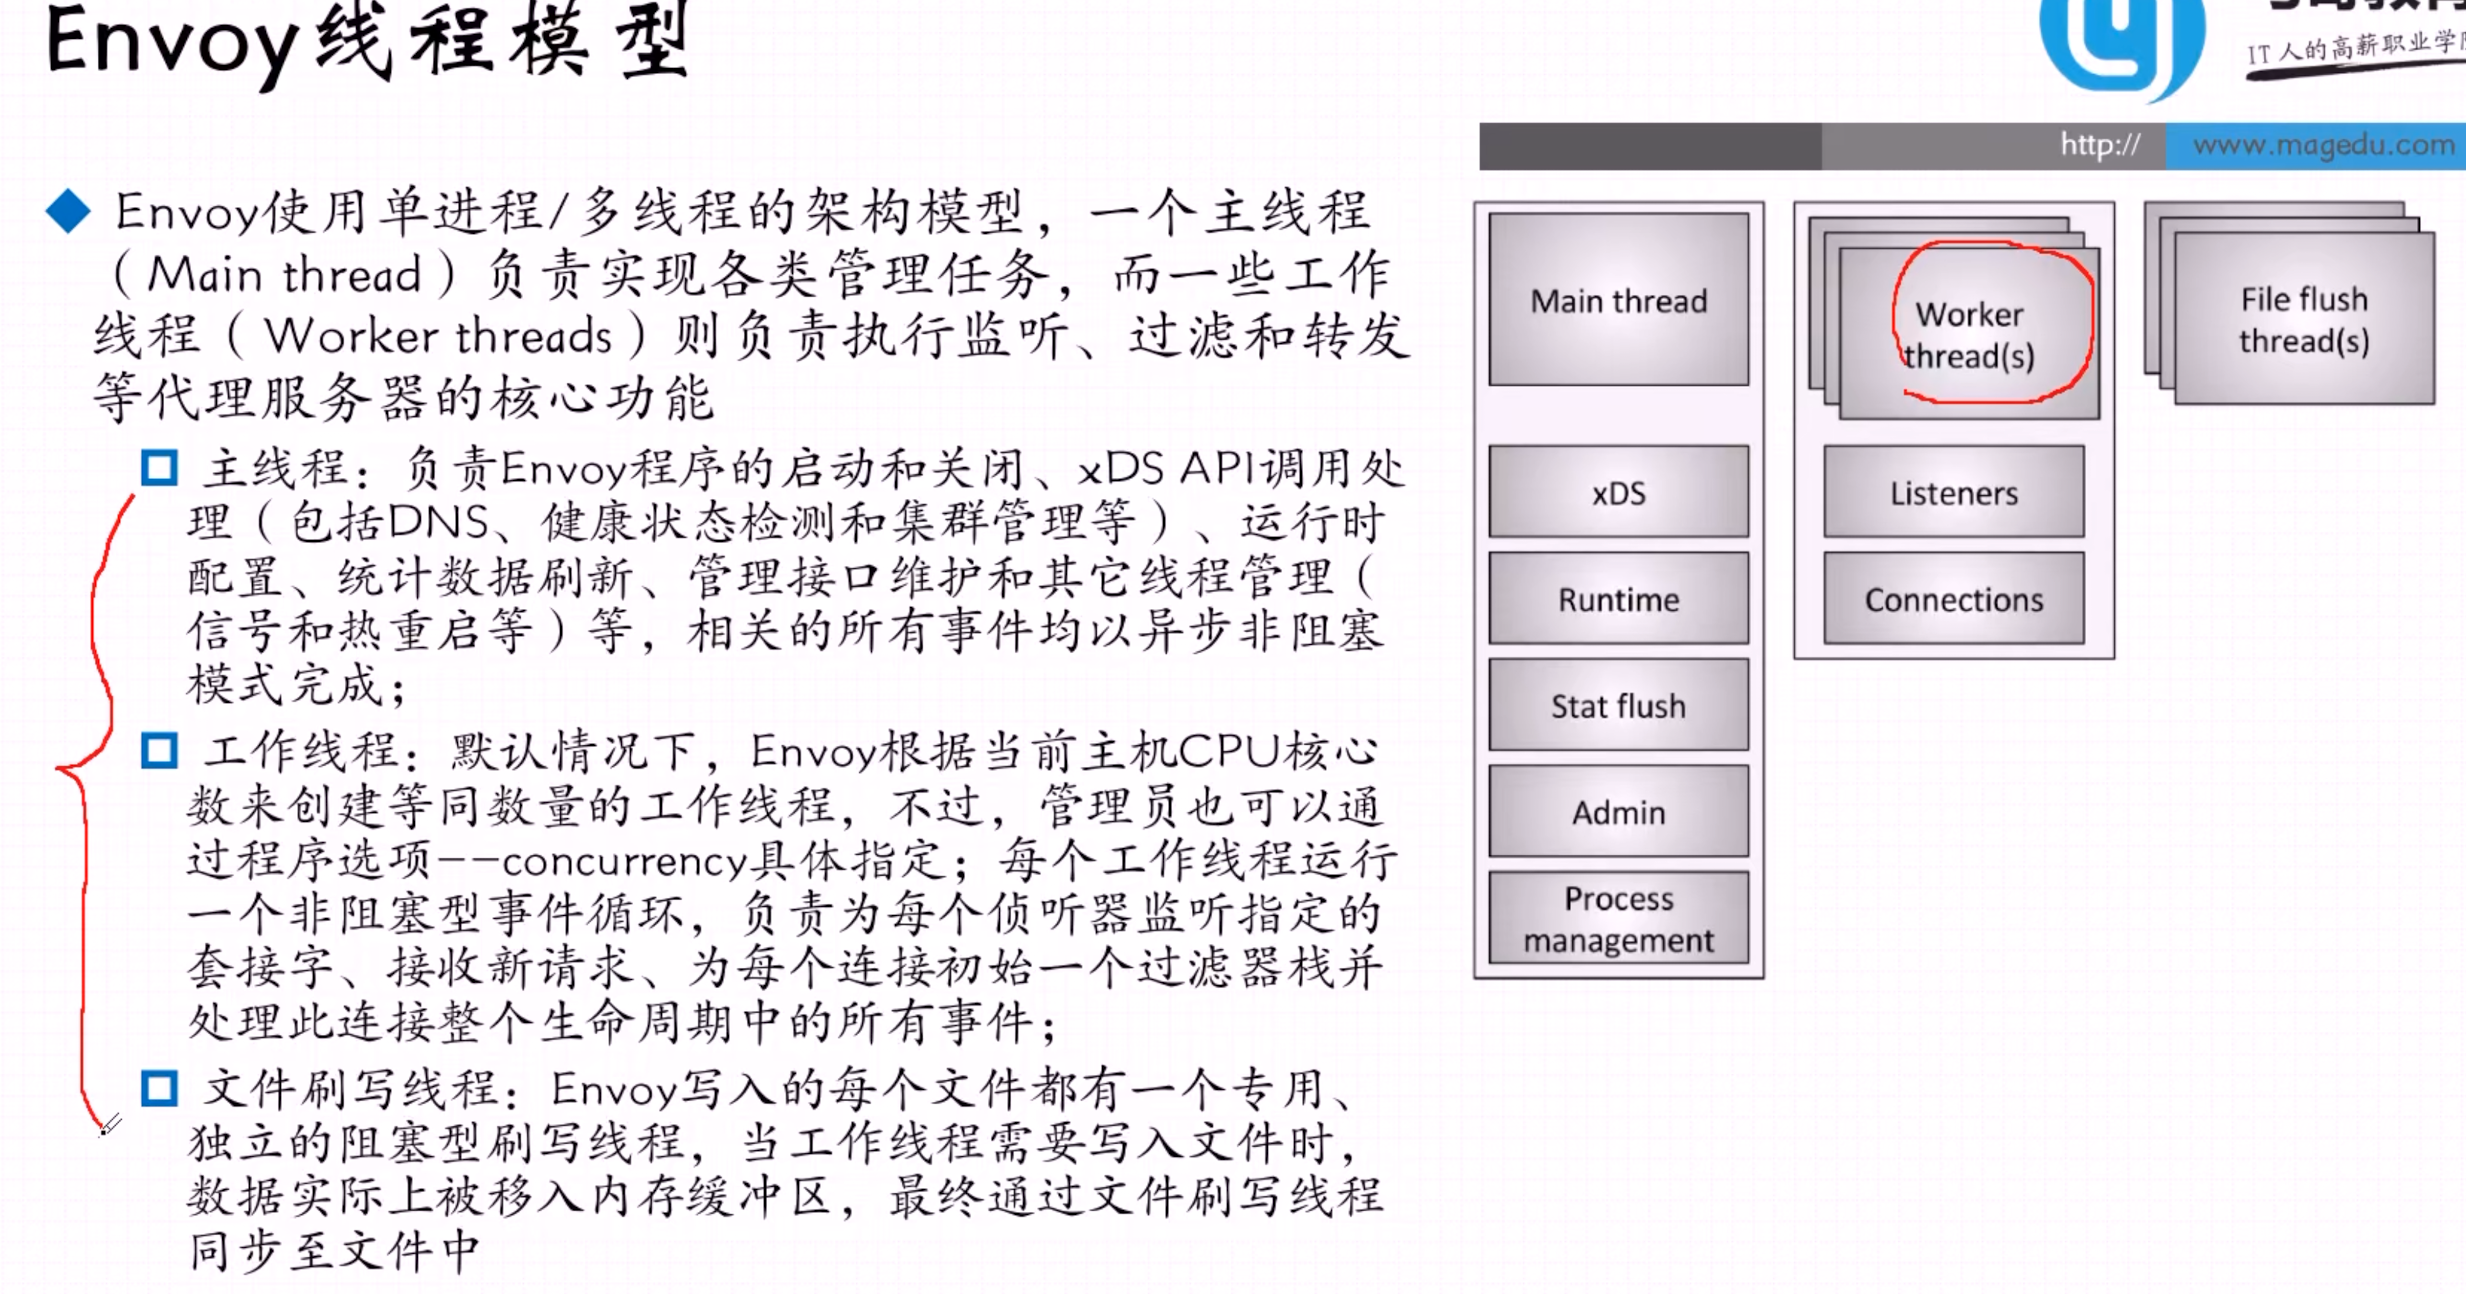 Envoy线程模型
IT人的高薪职业学
http://
www.magedu.com
◆ Envoy使用单进程/多线程的架构模型，一个主线程
（Main thread）负责实现各类管理任务，而一些工作
线程（Worker threads）则负责执行监听、过滤和转发
等代理服务器的核心功能
主线程：负责Envoy程序的启动和关闭、xDS API调用处
理（包括DNS、健康状态检测和集群管理等）、运行时
配置、统计数据刷新、管理接口维护和其它线程管理（
信号和热重启等）等，相关的所有事件均以异步非阻塞
模式完成；
工作线程：默认情况下，Envoy根据当前主机CPU核心
数来创建等同数量的工作线程，不过，管理员也可以通
过程序选项--concurrency具体指定；每个工作线程运行
一个非阻塞型事件循环，负责为每个侦听器监听指定的
套接字、接收新请求、为每个连接初始一个过滤器栈并
处理此连接整个生命周期中的所有事件；
文件刷写线程：Envoy写入的每个文件都有一个专用、
独立的阻塞型刷写线程，当工作线程需要写入文件时，
数据实际上被移入内存缓冲区，最终通过文件刷写线程
同步至文件中
Main thread
xDS
Runtime
Stat flush
Admin
Process
management
Worker
thread(s)
Listeners
Connections
File flush
thread(s)